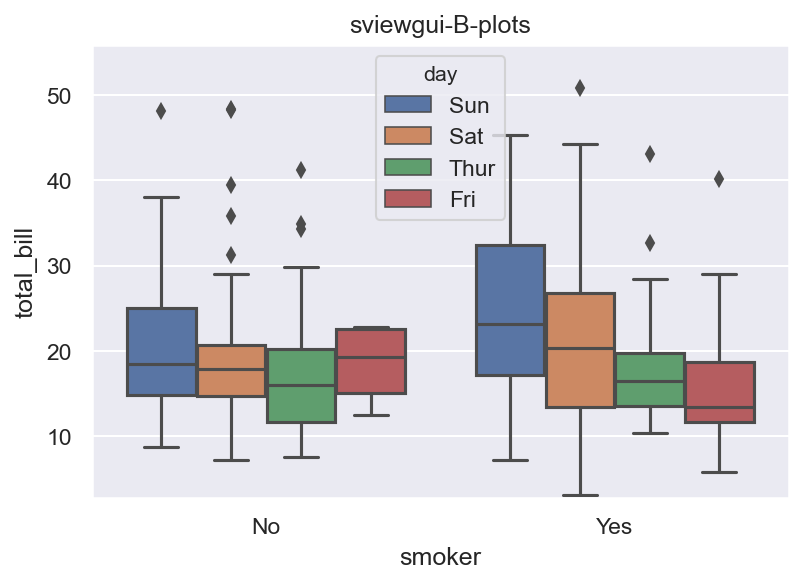 sviewgui-B-plots
day
Sun
Sat
Thur
Fri
50
40
30
20
10
total_bill
No
Yes
smoker